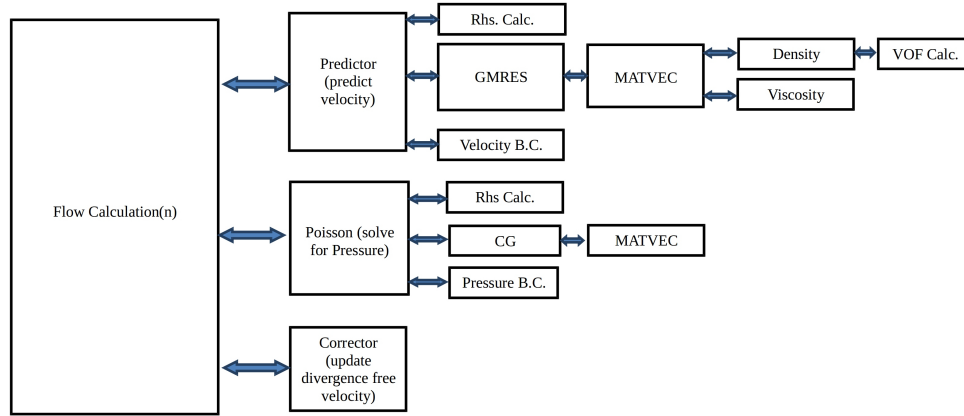 Flow Calculation(n)
Predictor
(predict
velocity)
Rhs. Calc.
GMRES
MATVEC
Density
VOF Calc.
Viscosity
Velocity B.C.
Poisson (solve
for Pressure)
Rhs Calc.
CG
MATVEC
Pressure B.C.
Corrector
(update
divergence free
velocity)